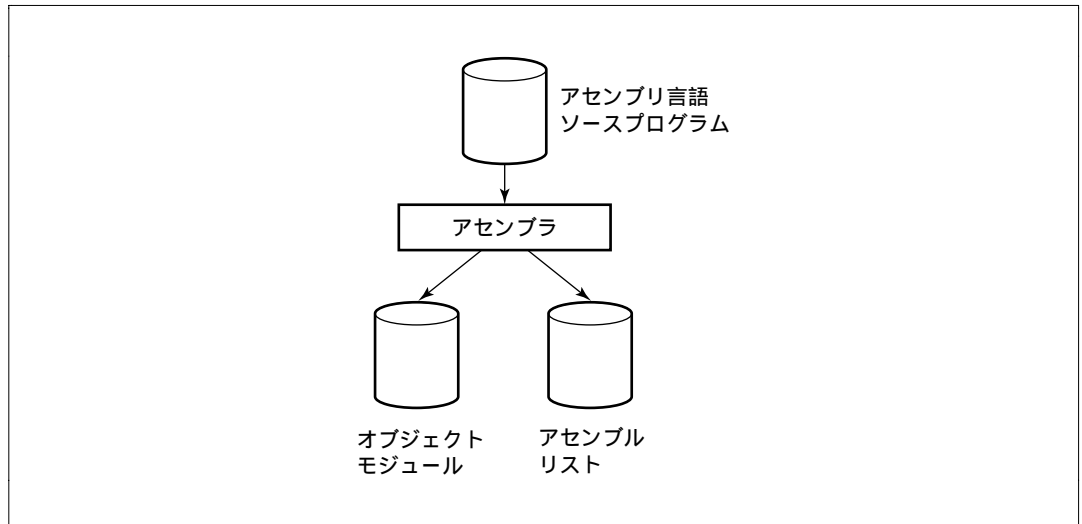 アセンブリ言語
ソースプログラム
アセンブラ
オブジェクト
モジュール
アセンブル
リスト